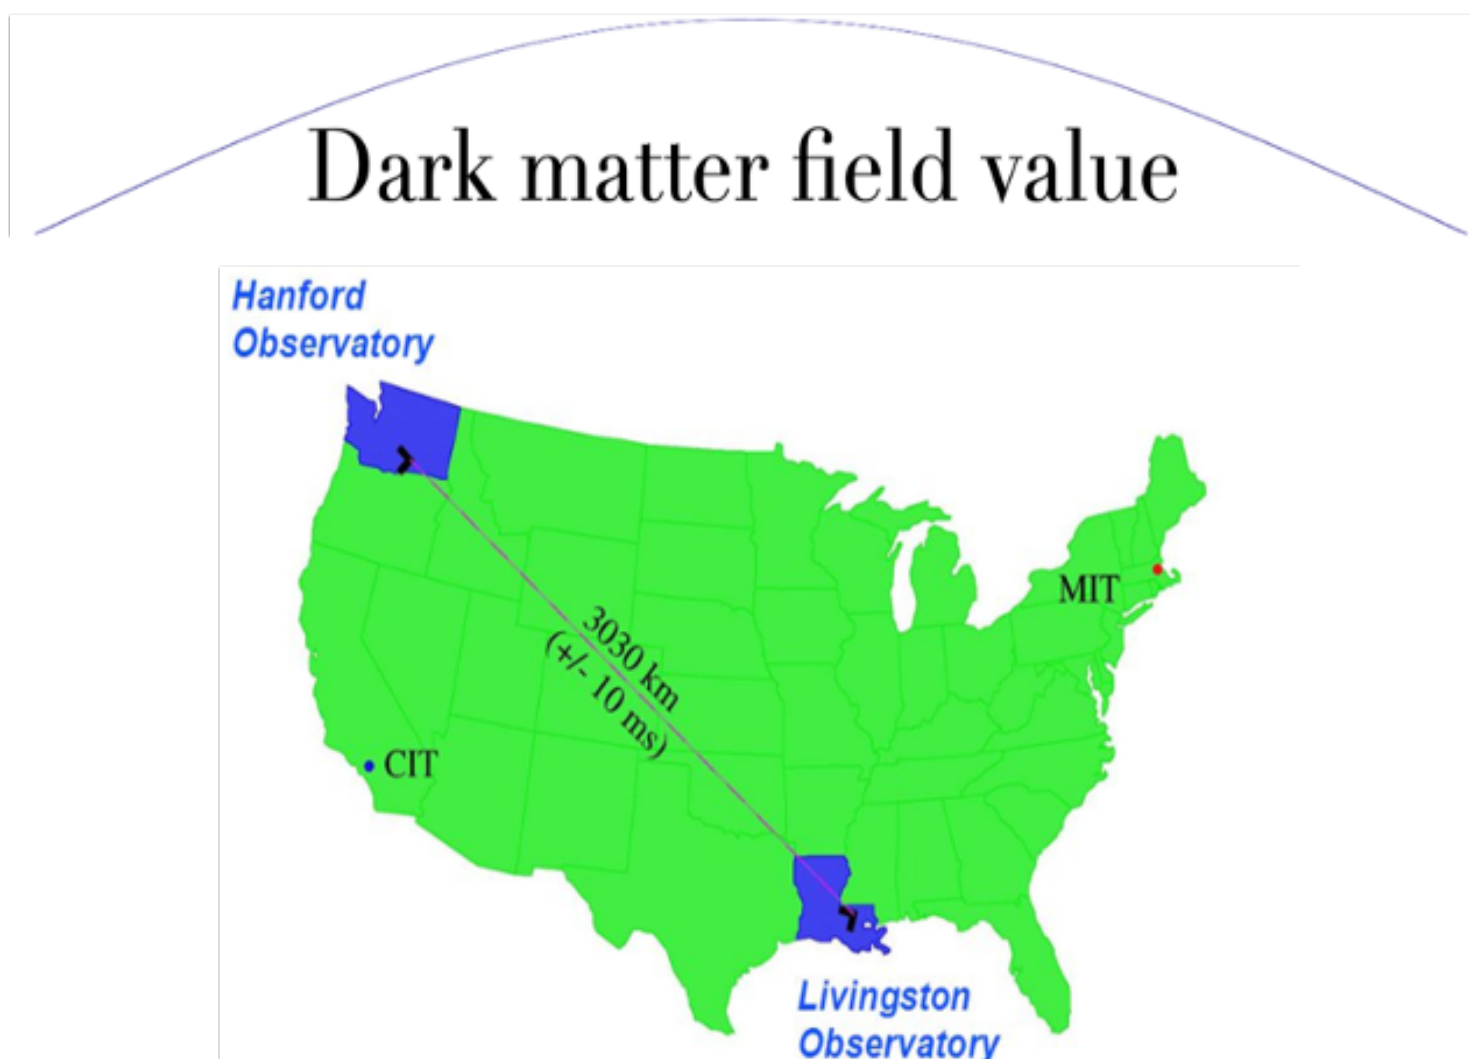 Dark matter field value
Hanford
Observatory
MIT
3030 km
(+/- 10 ms)
CIT
Livingston
Observatory